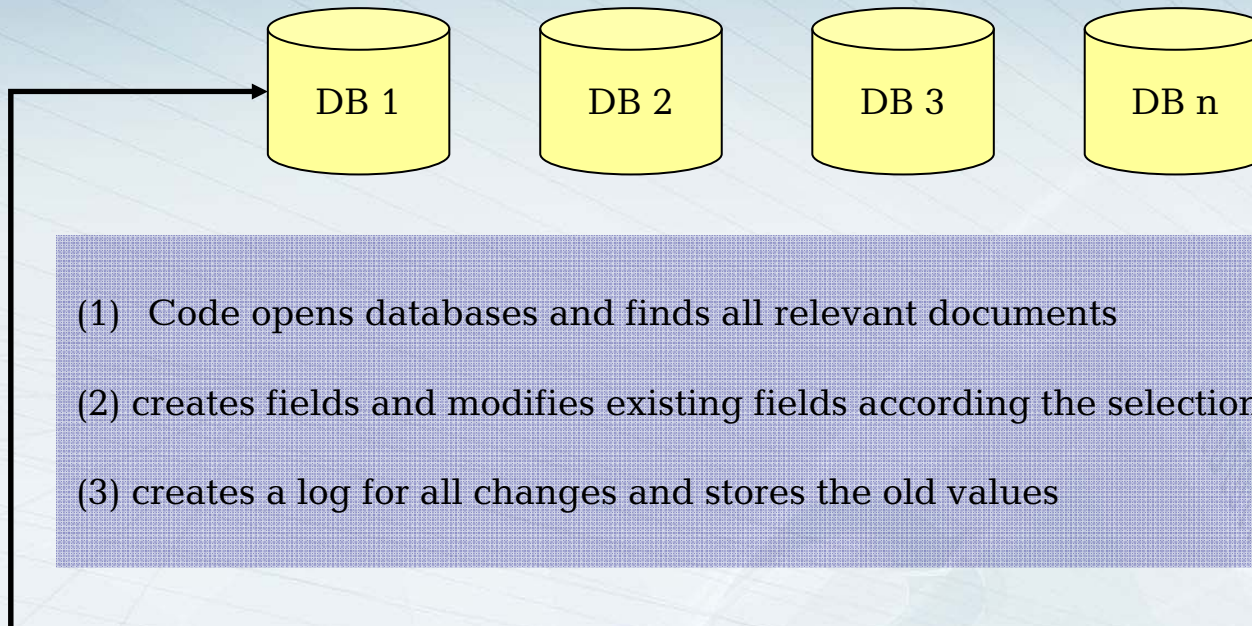 DB 1 DB 2 DB 3 DB n
(1) Code opens databases and finds all relevant documents
(2) creates fields and modifies existing fields according the selection
(3) creates a log for all changes and stores the old values